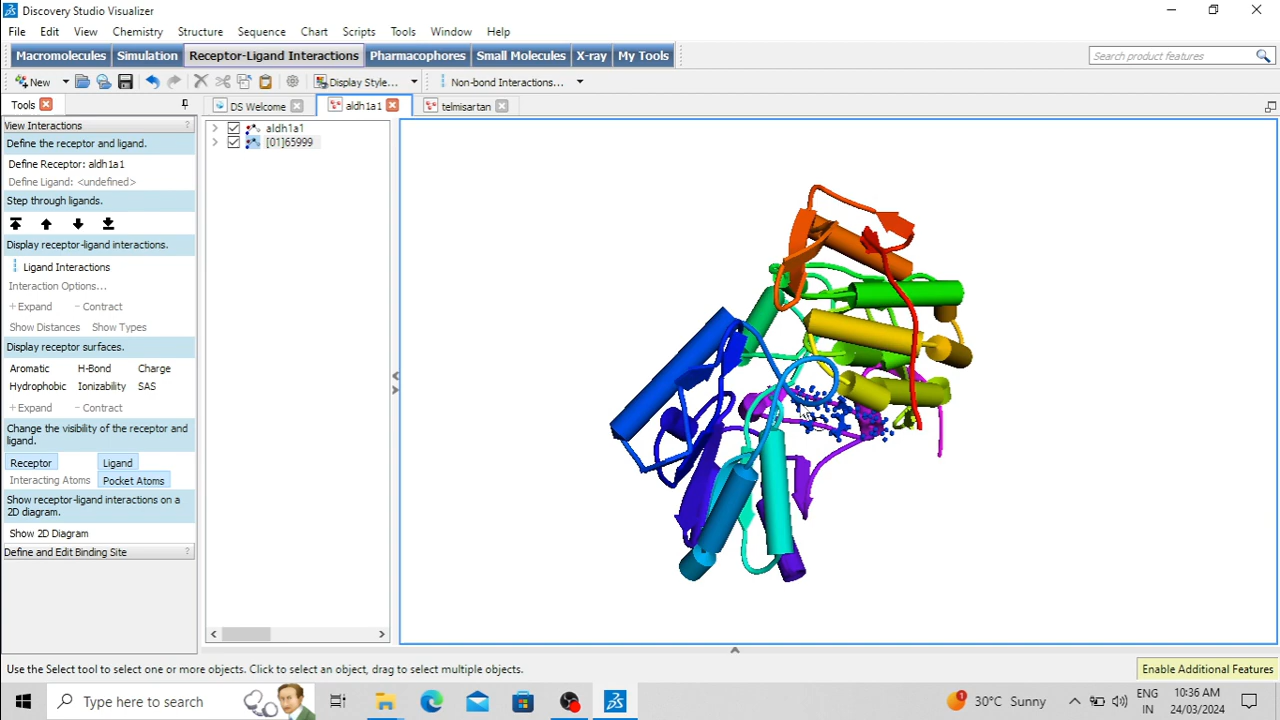 Discovery Studio Visualizer
File Edit View Chemistry Structure Sequence Chart Scripts Tools Window Help
Macromolecules Simulation Receptor-Ligand Interactions Pharmacophores Small Molecules X-ray My Tools Search product features
New Display Style... Non-bond Interactions...
Tools DS Welcome aldh1a1 telmisartan
View Interactions ?
Define the receptor and ligand.
Define Receptor: aldh1a1
Define Ligand: <undefined>
Step through ligands.
Display receptor-ligand interactions.
Ligand Interactions
Interaction Options...
+ Expand - Contract
Show Distances Show Types
Display receptor surfaces.
Aromatic H-Bond Charge
Hydrophobic Ionizability SAS
+ Expand - Contract
Change the visibility of the receptor and
ligand.
Receptor Ligand
Interacting Atoms Pocket Atoms
Show receptor-ligand interactions on a
2D diagram.
Show 2D Diagram
Define and Edit Binding Site ?
aldh1a1
[01]65999
Use the Select tool to select one or more objects. Click to select an object, drag to select multiple objects.
Enable Additional Features
Type here to search
1 30°C Sunny
ENG
IN
10:36 AM
24/03/2024